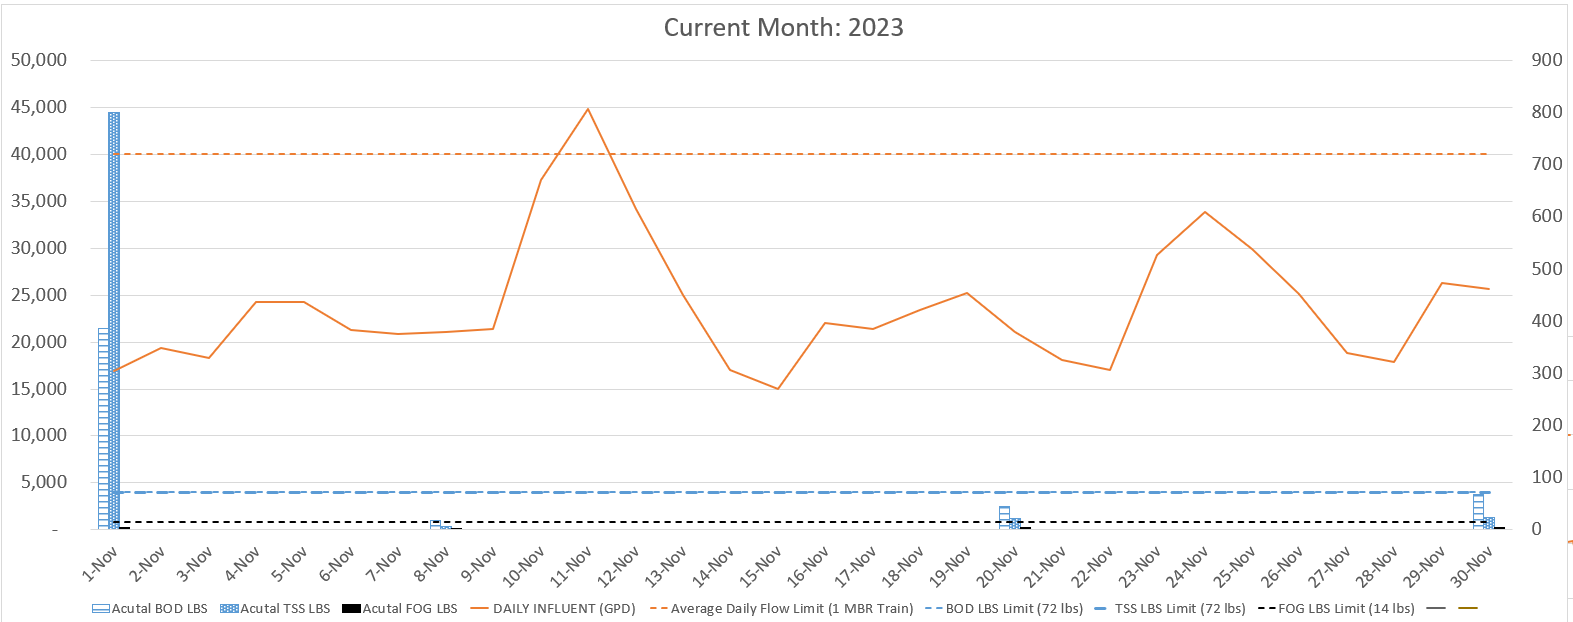 Current Month: 2023
50,000
45,000
40,000
35,000
30,000
25,000
20,000
15,000
10,000
5,000
-
900
800
700
600
500
400
300
200
100
0
1-Nov
2-Nov
3-Nov
4-Nov
5-Nov
6-Nov
7-Nov
8-Nov
9-Nov
10-Nov
11-Nov
12-Nov
13-Nov
14-Nov
15-Nov
16-Nov
17-Nov
18-Nov
19-Nov
20-Nov
21-Nov
22-Nov
23-Nov
24-Nov
25-Nov
26-Nov
27-Nov
28-Nov
29-Nov
30-Nov
Acutal BOD LBS
Acutal TSS LBS
Acutal FOG LBS
DAILY INFLUENT (GPD)
Average Daily Flow Limit (1 MBR Train)
BOD LBS Limit (72 lbs)
TSS LBS Limit (72 lbs)
FOG LBS Limit (14 lbs)